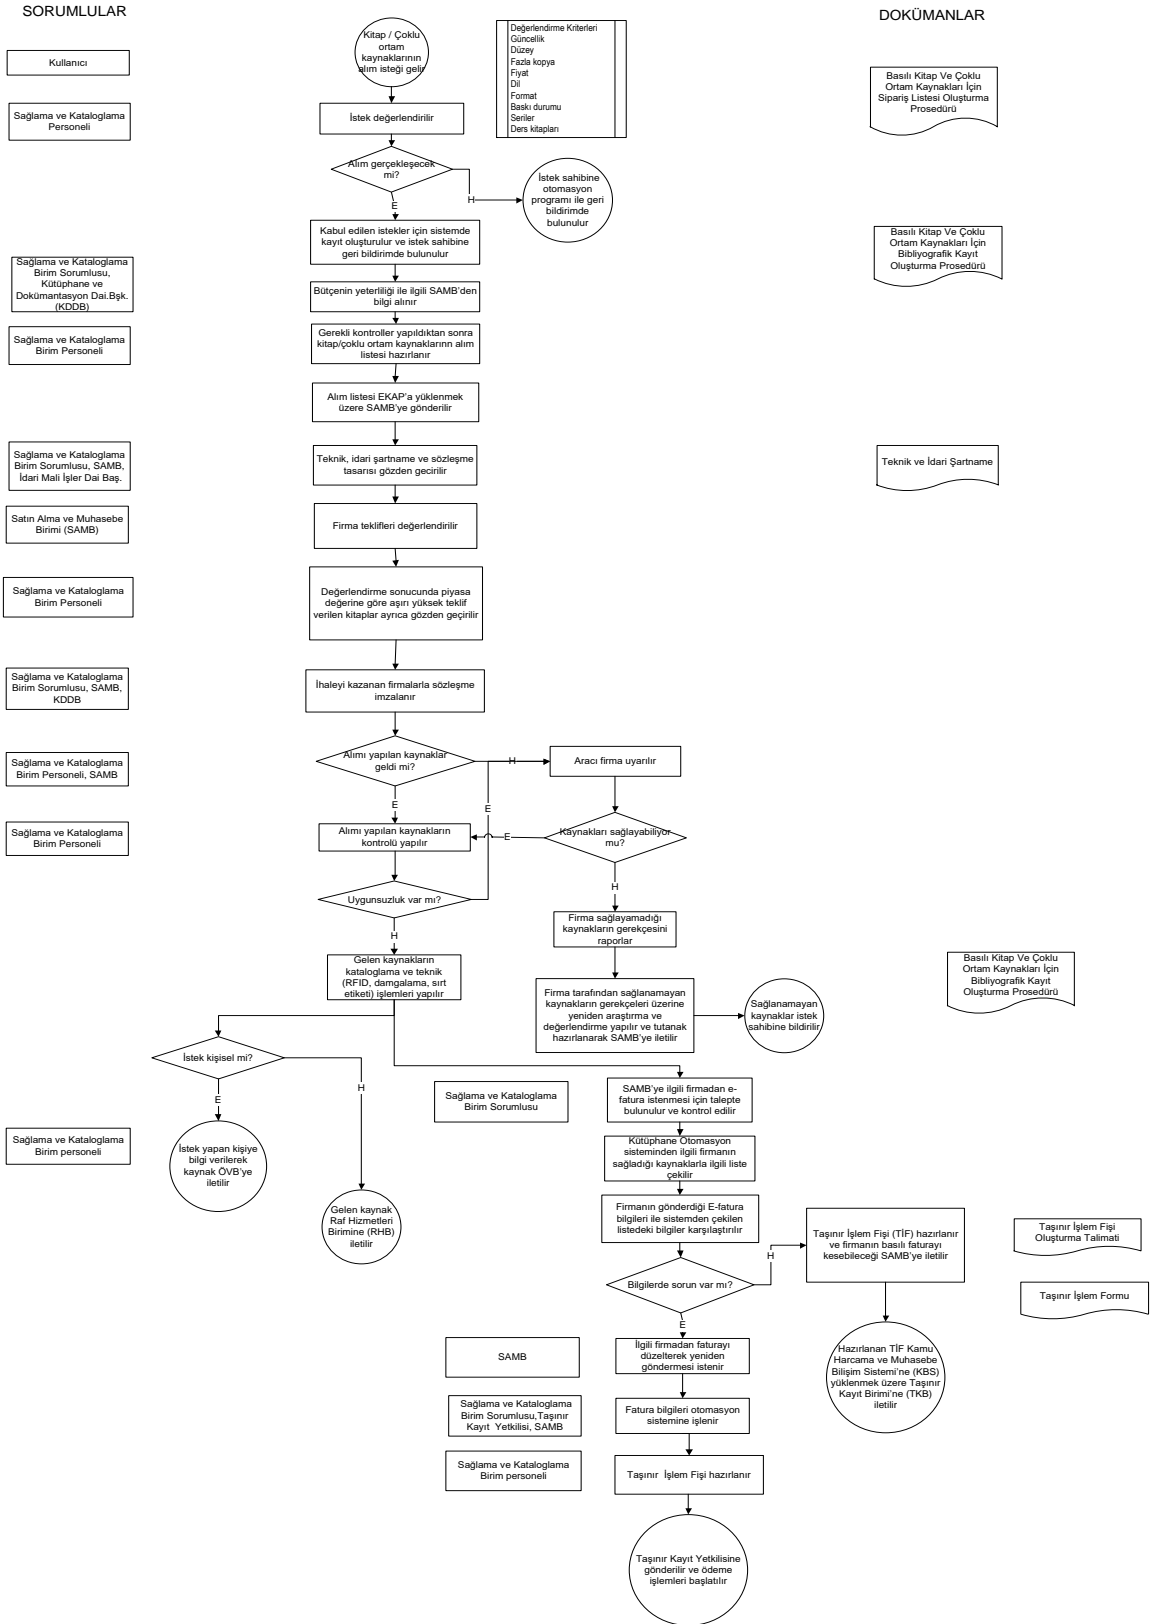 SORUMLULAR
DOKÜMANLAR
Kitap / Çoklu
ortam
kaynaklarının
alım isteği gelir
Değerlendirme Kriterleri
Güncellik
Düzey
Fazla kopya
Fiyat
Dil
Format
Baskı durumu
Seriler
Ders kitapları
Kullanıcı
Basılı Kitap Ve Çoklu
Ortam Kaynakları İçin
Sipariş Listesi Oluşturma
Prosedürü
Sağlama ve Kataloglama
Personeli
İstek değerlendirilir
Alım gerçekleşecek
mi?
H
E
İstek sahibine
otomasyon
programı ile geri
bildirimde
bulunulur
Kabul edilen istekler için sistemde
kayıt oluşturulur ve istek sahibine
geri bildirimde bulunulur
Basılı Kitap Ve Çoklu
Ortam Kaynakları İçin
Bibliyografik Kayıt
Oluşturma Prosedürü
Sağlama ve Kataloglama
Birim Sorumlusu,
Kütüphane ve
Dokümantasyon Dai.Bşk.
(KDDB)
Bütçenin yeterliliği ile ilgili SAMB'den
bilgi alınır
Sağlama ve Kataloglama
Birim Personeli
Gerekli kontroller yapıldıktan sonra
kitap/çoklu ortam kaynaklarınn alım
listesi hazırlanır
Alım listesi EKAP'a yüklenmek
üzere SAMB'ye gönderilir
Sağlama ve Kataloglama
Birim Sorumlusu, SAMB,
İdari Mali İşler Dai Baş.
Teknik, idari şartname ve sözleşme
tasarısı gözden gecirilir
Teknik ve İdari Şartname
Satın Alma ve Muhasebe
Birimi (SAMB)
Firma teklifleri değerlendirilir
Sağlama ve Kataloglama
Birim Personeli
Değerlendirme sonucunda piyasa
değerine göre aşırı yüksek teklif
verilen kitaplar ayrıca gözden geçirilir
Sağlama ve Kataloglama
Birim Sorumlusu, SAMB,
KDDB
İhaleyi kazanan firmalarla sözleşme
imzalanır
Sağlama ve Kataloglama
Birim Personeli, SAMB
Alımı yapılan kaynaklar
geldi mi?
H
Aracı firma uyarılır
E
E
Sağlama ve Kataloglama
Birim Personeli
Alımı yapılan kaynakların
kontrolü yapılır
E
Kaynakları sağlayabiliyor
mu?
Uygunsuzluk var mı?
H
H
Firma sağlayamadığı
kaynakların gerekçesini
raporlar
Gelen kaynakların
kataloglama ve teknik
(RFID, damgalama, sırt
etiketi) işlemleri yapılır
Basılı Kitap Ve Çoklu
Ortam Kaynakları İçin
Bibliyografik Kayıt
Oluşturma Prosedürü
Firma tarafından sağlanamayan
kaynakların gerekçeleri üzerine
yeniden araştırma ve
değerlendirme yapılır ve tutanak
hazırlanarak SAMB'ye iletilir
Sağlanamayan
kaynaklar istek
sahibine bildirilir
İstek kişisel mi?
H
E
Sağlama ve Kataloglama
Birim Sorumlusu
SAMB'ye ilgili firmadan e-
fatura istenmesi için talepte
bulunulur ve kontrol edilir
Sağlama ve Kataloglama
Birim personeli
İstek yapan kişiye
bilgi verilerek
kaynak ÖVB'ye
iletilir
Kütüphane Otomasyon
sisteminden ilgili firmanın
sağladığı kaynaklarla ilgili liste
çekilir
Gelen kaynak
Raf Hizmetleri
Birimine (RHB)
iletilir
Firmanın gönderdiği E-fatura
bilgileri ile sistemden çekilen
listedeki bilgiler karşılaştırılır
Taşınır İşlem Fişi (TİF) hazırlanır
ve firmanın basılı faturayı
kesebileceği SAMB'ye iletilir
Taşınır İşlem Fişi
Oluşturma Talimati
H
Bilgilerde sorun var mı?
Taşınır İşlem Formu
E
SAMB
İlgili firmadan faturayı
düzelterek yeniden
göndermesi istenir
Hazırlanan TİF Kamu
Harcama ve Muhasebe
Bilişim Sistemi'ne (KBS)
yüklenmek üzere Taşınır
Kayıt Birimi'ne (TKB)
iletilir
Sağlama ve Kataloglama
Birim Sorumlusu,Taşınır
Kayıt Yetkilisi, SAMB
Fatura bilgileri otomasyon
sistemine işlenir
Sağlama ve Kataloglama
Birim personeli
Taşınır İşlem Fişi hazırlanır
Taşınır Kayıt Yetkilisine
gönderilir ve ödeme
işlemleri başlatılır